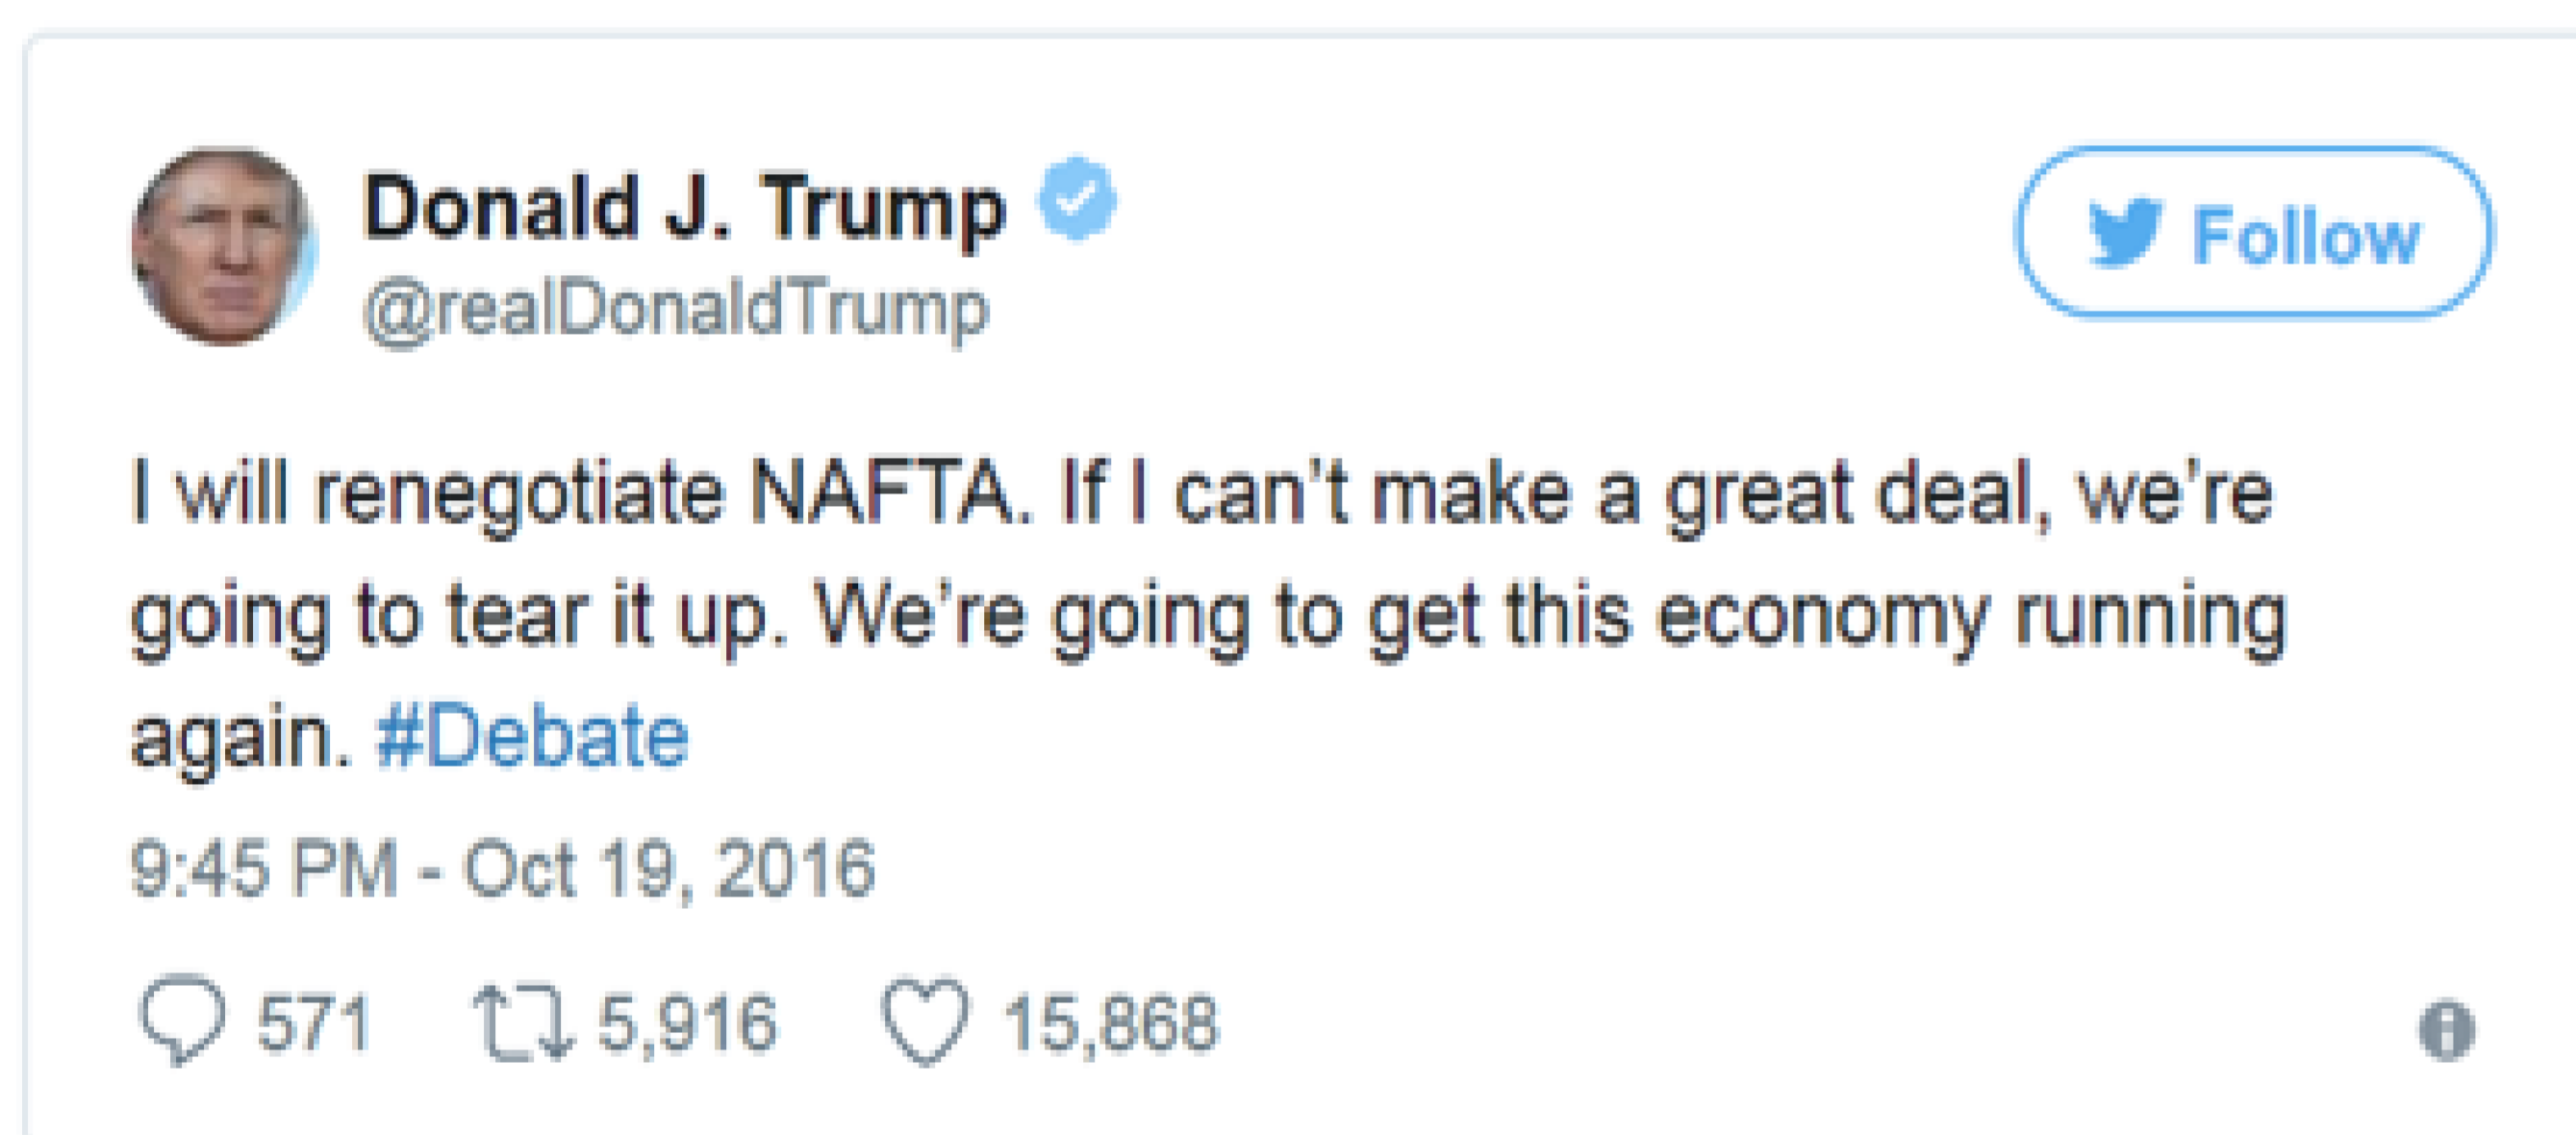 Donald J. Trump
Follow
@realDonaldTrump
I will renegotiate NAFTA. If I can't make a great deal, we're
going to tear it up. We're going to get this economy running
again. #Debate
9:45 PM - Oct 19, 2016
571 5,916 15,868